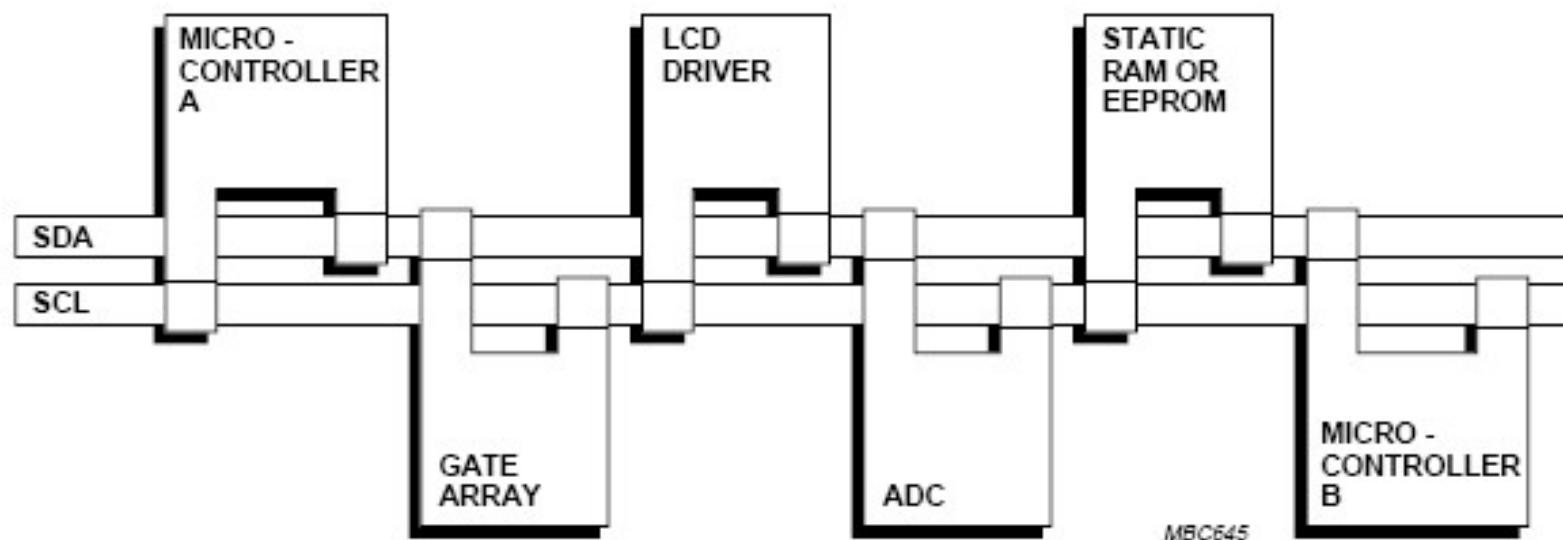 MICRO -
CONTROLLER
A
LCD
DRIVER
STATIC
RAM OR
EEPROM
SDA
SCL
GATE
ARRAY
ADC
MICRO -
CONTROLLER
B
MBC645